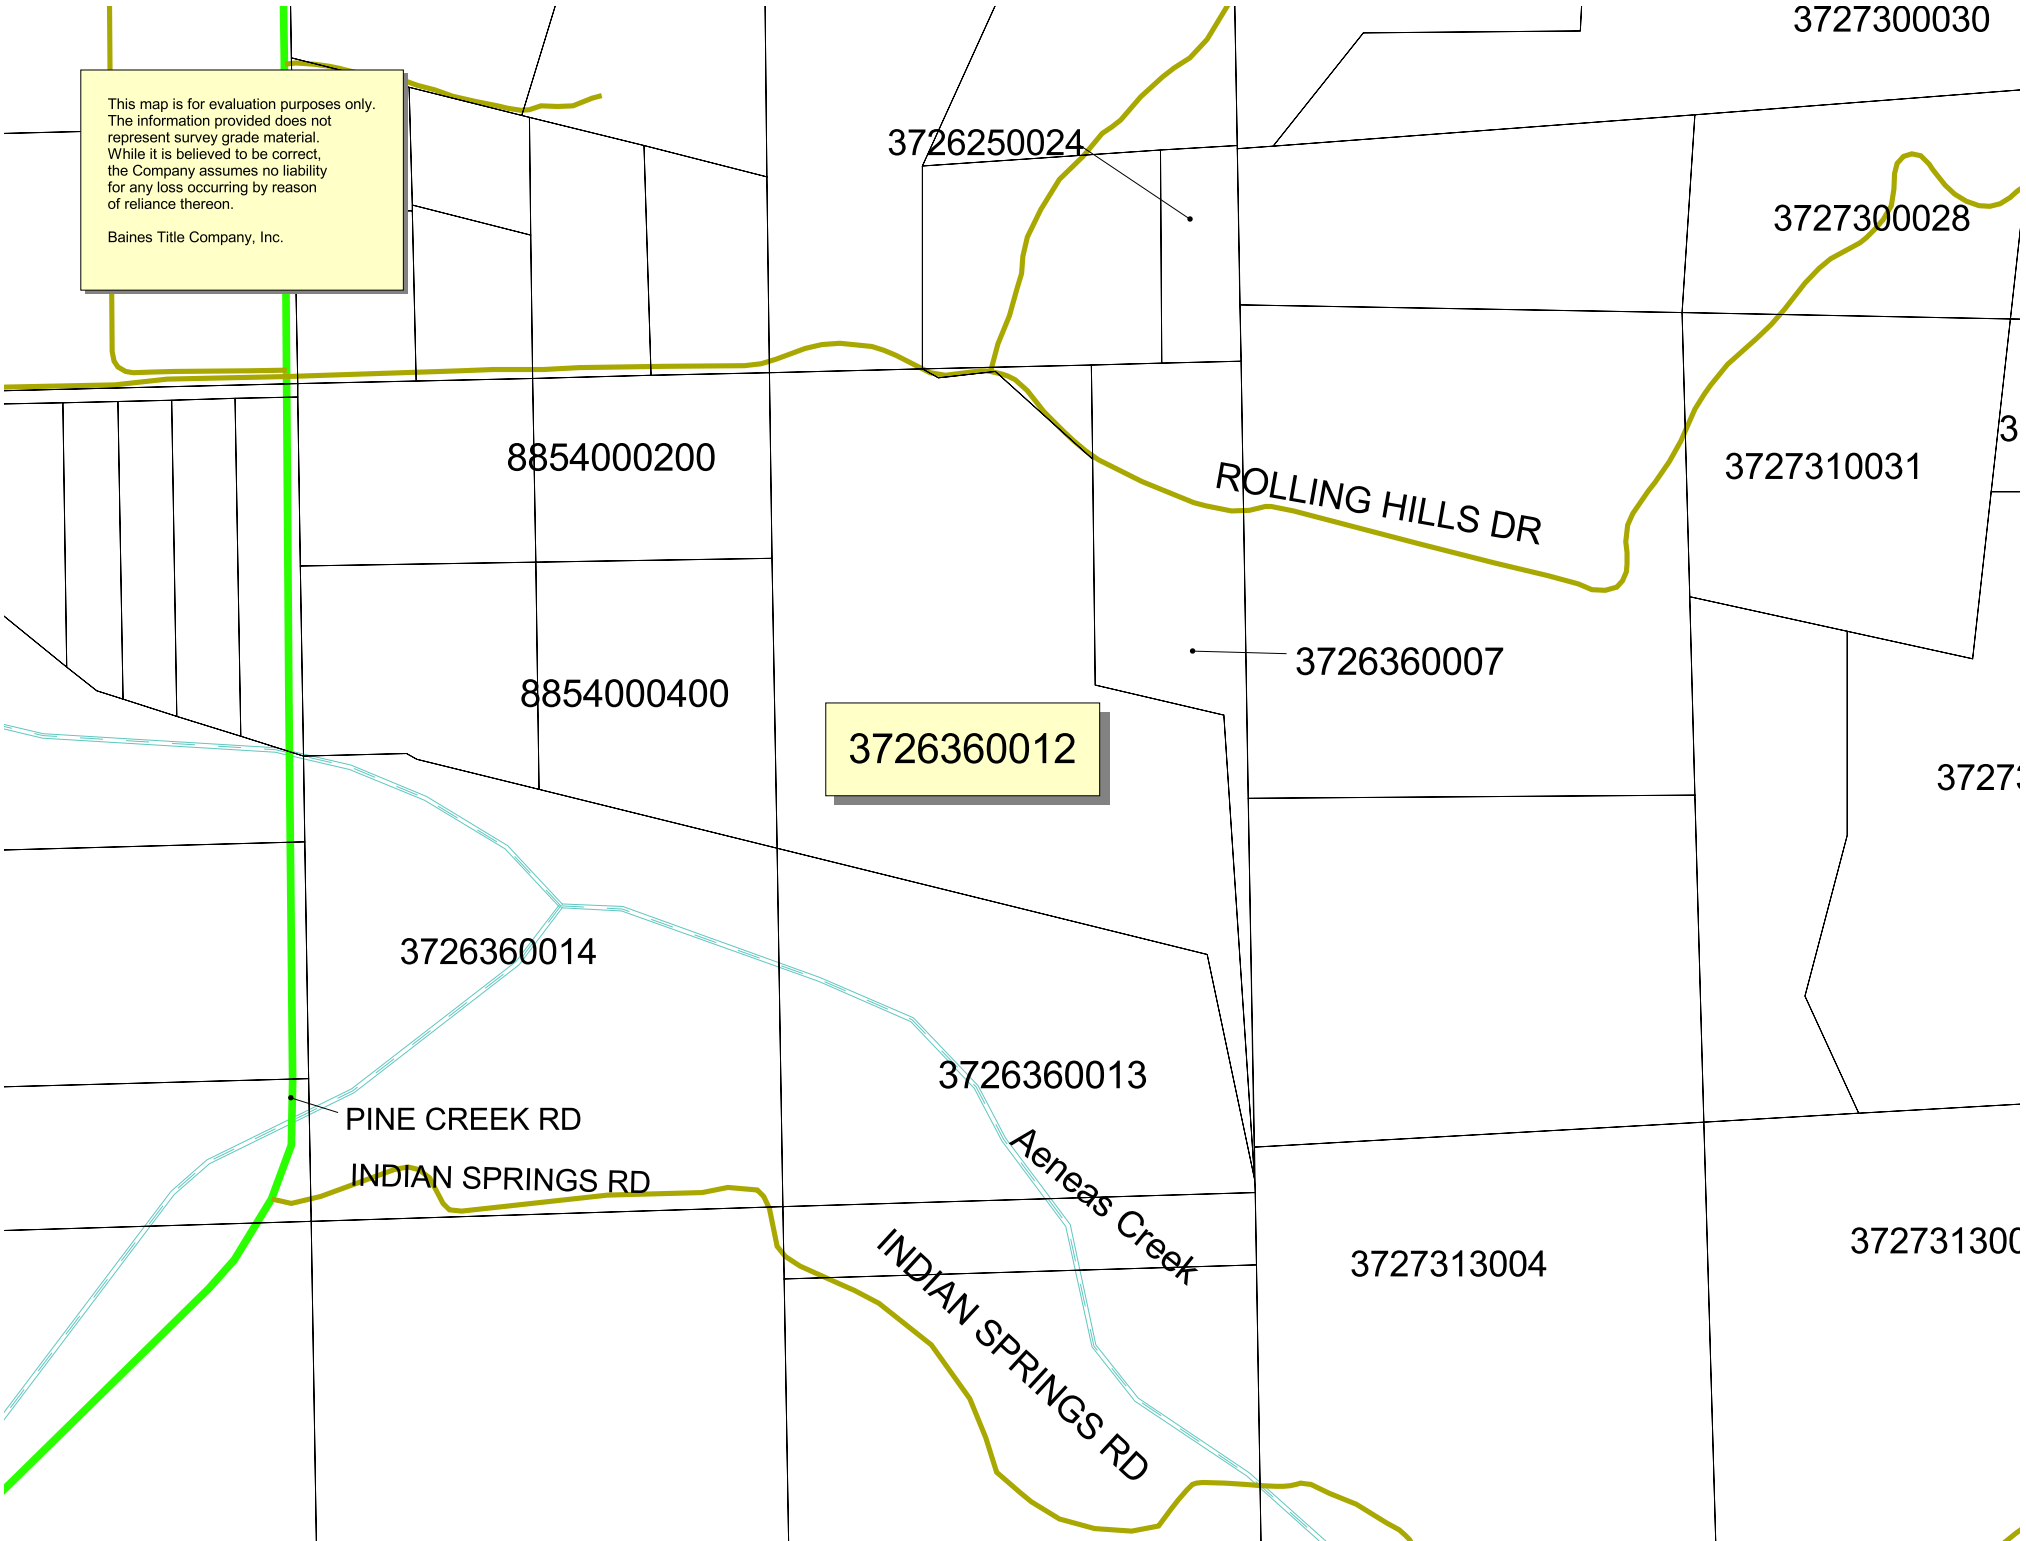 3727300030
This map is for evaluation purposes only.
The information provided does not
represent survey grade material.
While it is believed to be correct,
the Company assumes no liability
for any loss occurring by reason
of reliance thereon.
Baines Title Company, Inc.
3726250024
3727300028
3
8854000200
ROLLING HILLS DR
3727310031
3726360007
8854000400
3726360012
37273
3726360014
3726360013
PINE CREEK RD
INDIAN SPRINGS RD
Aeneas Creek
INDIAN SPRINGS RD
3727313004
372731300